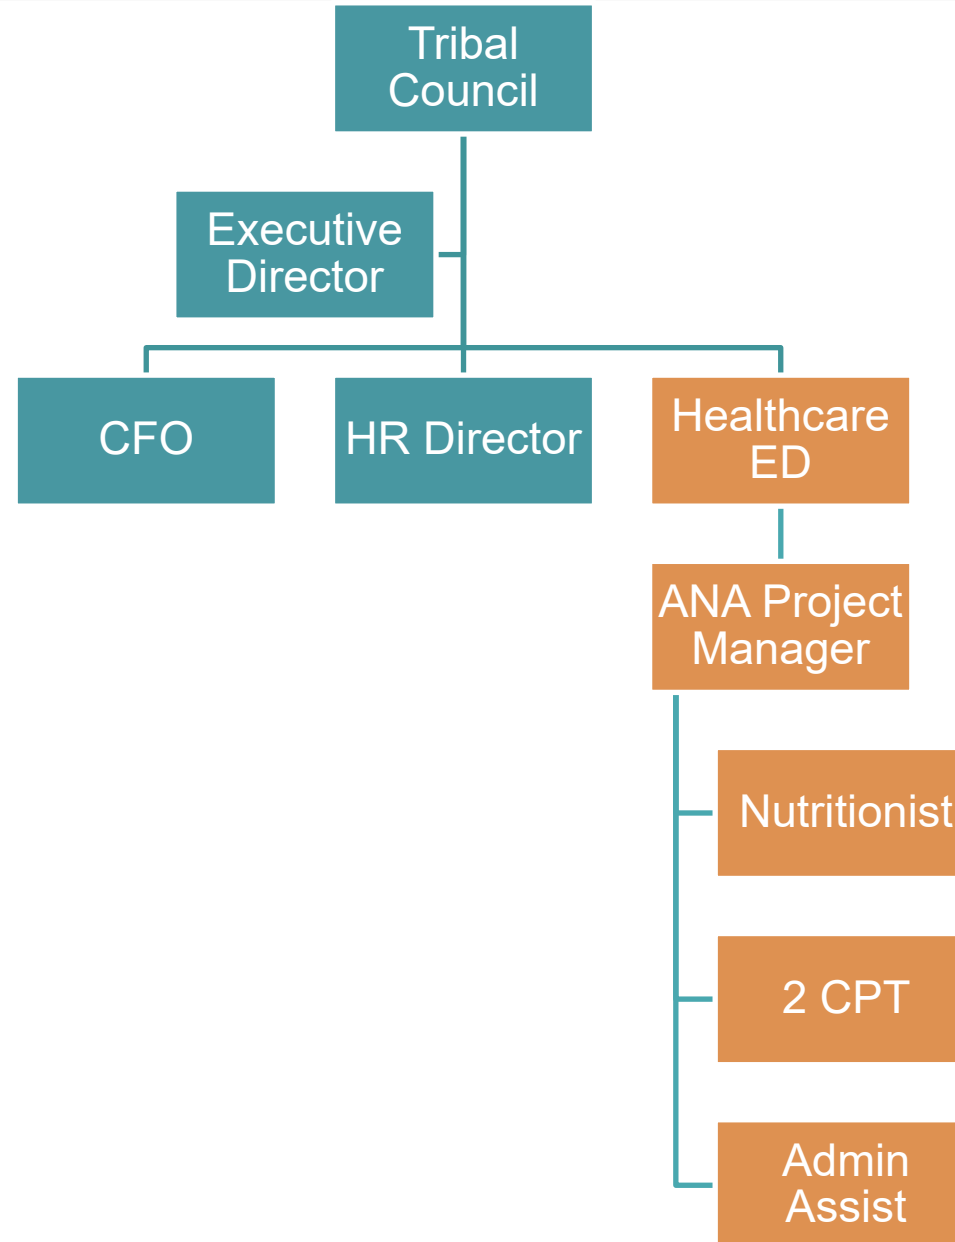 Tribal
Council
Executive
Director
CFO
HR Director
Healthcare
ED
ANA Project
Manager
Nutritionist
2 CPT
Admin
Assist